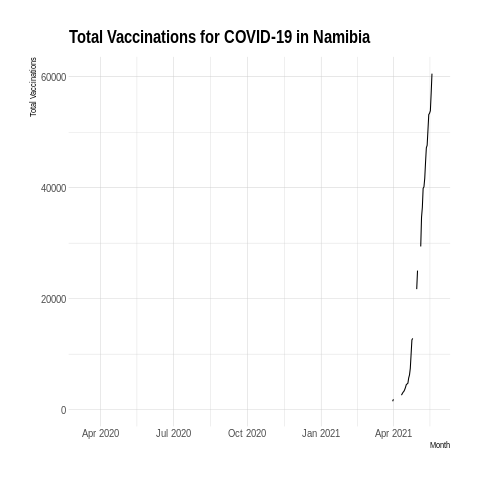 Total Vaccinations for COVID-19 in Namibia
Total Vaccinations
60000
40000
20000
0
Apr 2020 Jul 2020 Oct 2020 Jan 2021 Apr 2021
Month